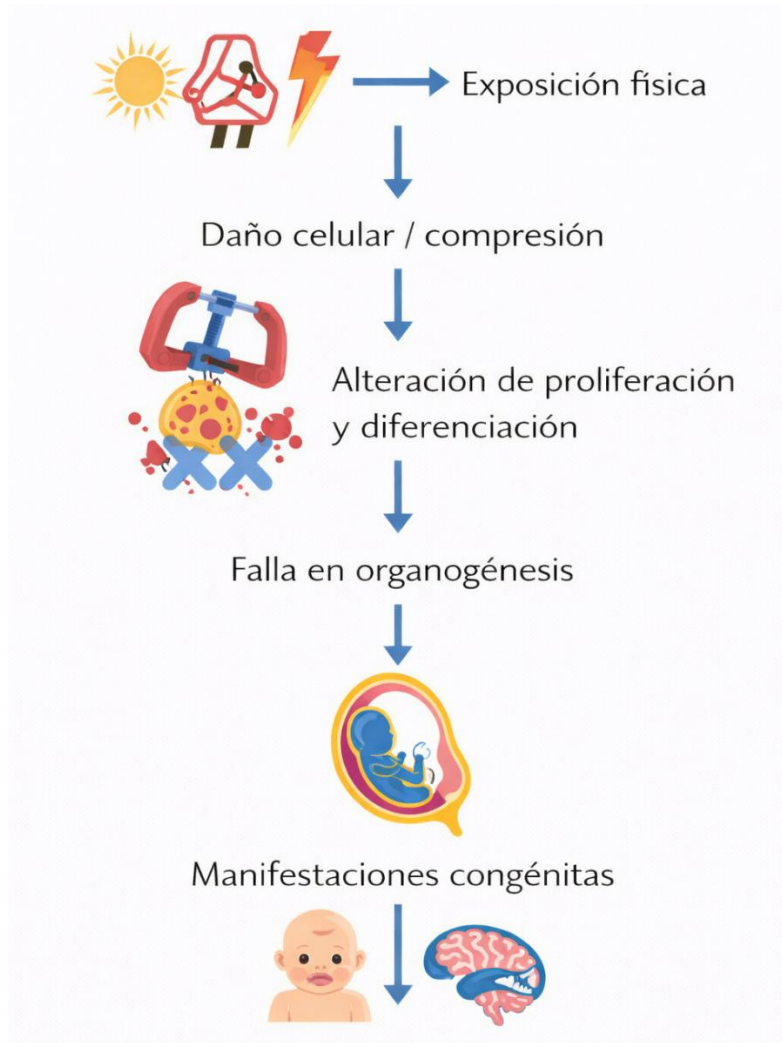 Exposición física
Daño celular / compresión
Alteración de proliferación
y diferenciación
Falla en organogénesis
Manifestaciones congénitas